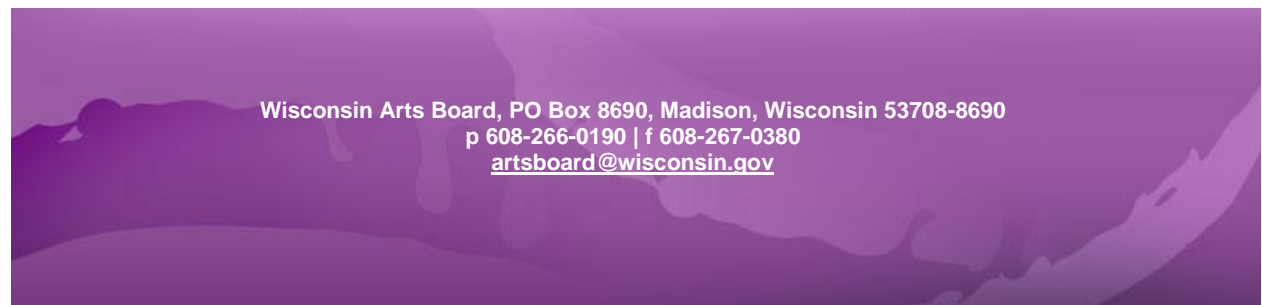 Wisconsin Arts Board, PO Box 8690, Madison, Wisconsin 53708-8690
p 608-266-0190 | f 608-267-0380
artsboard@wisconsin.gov